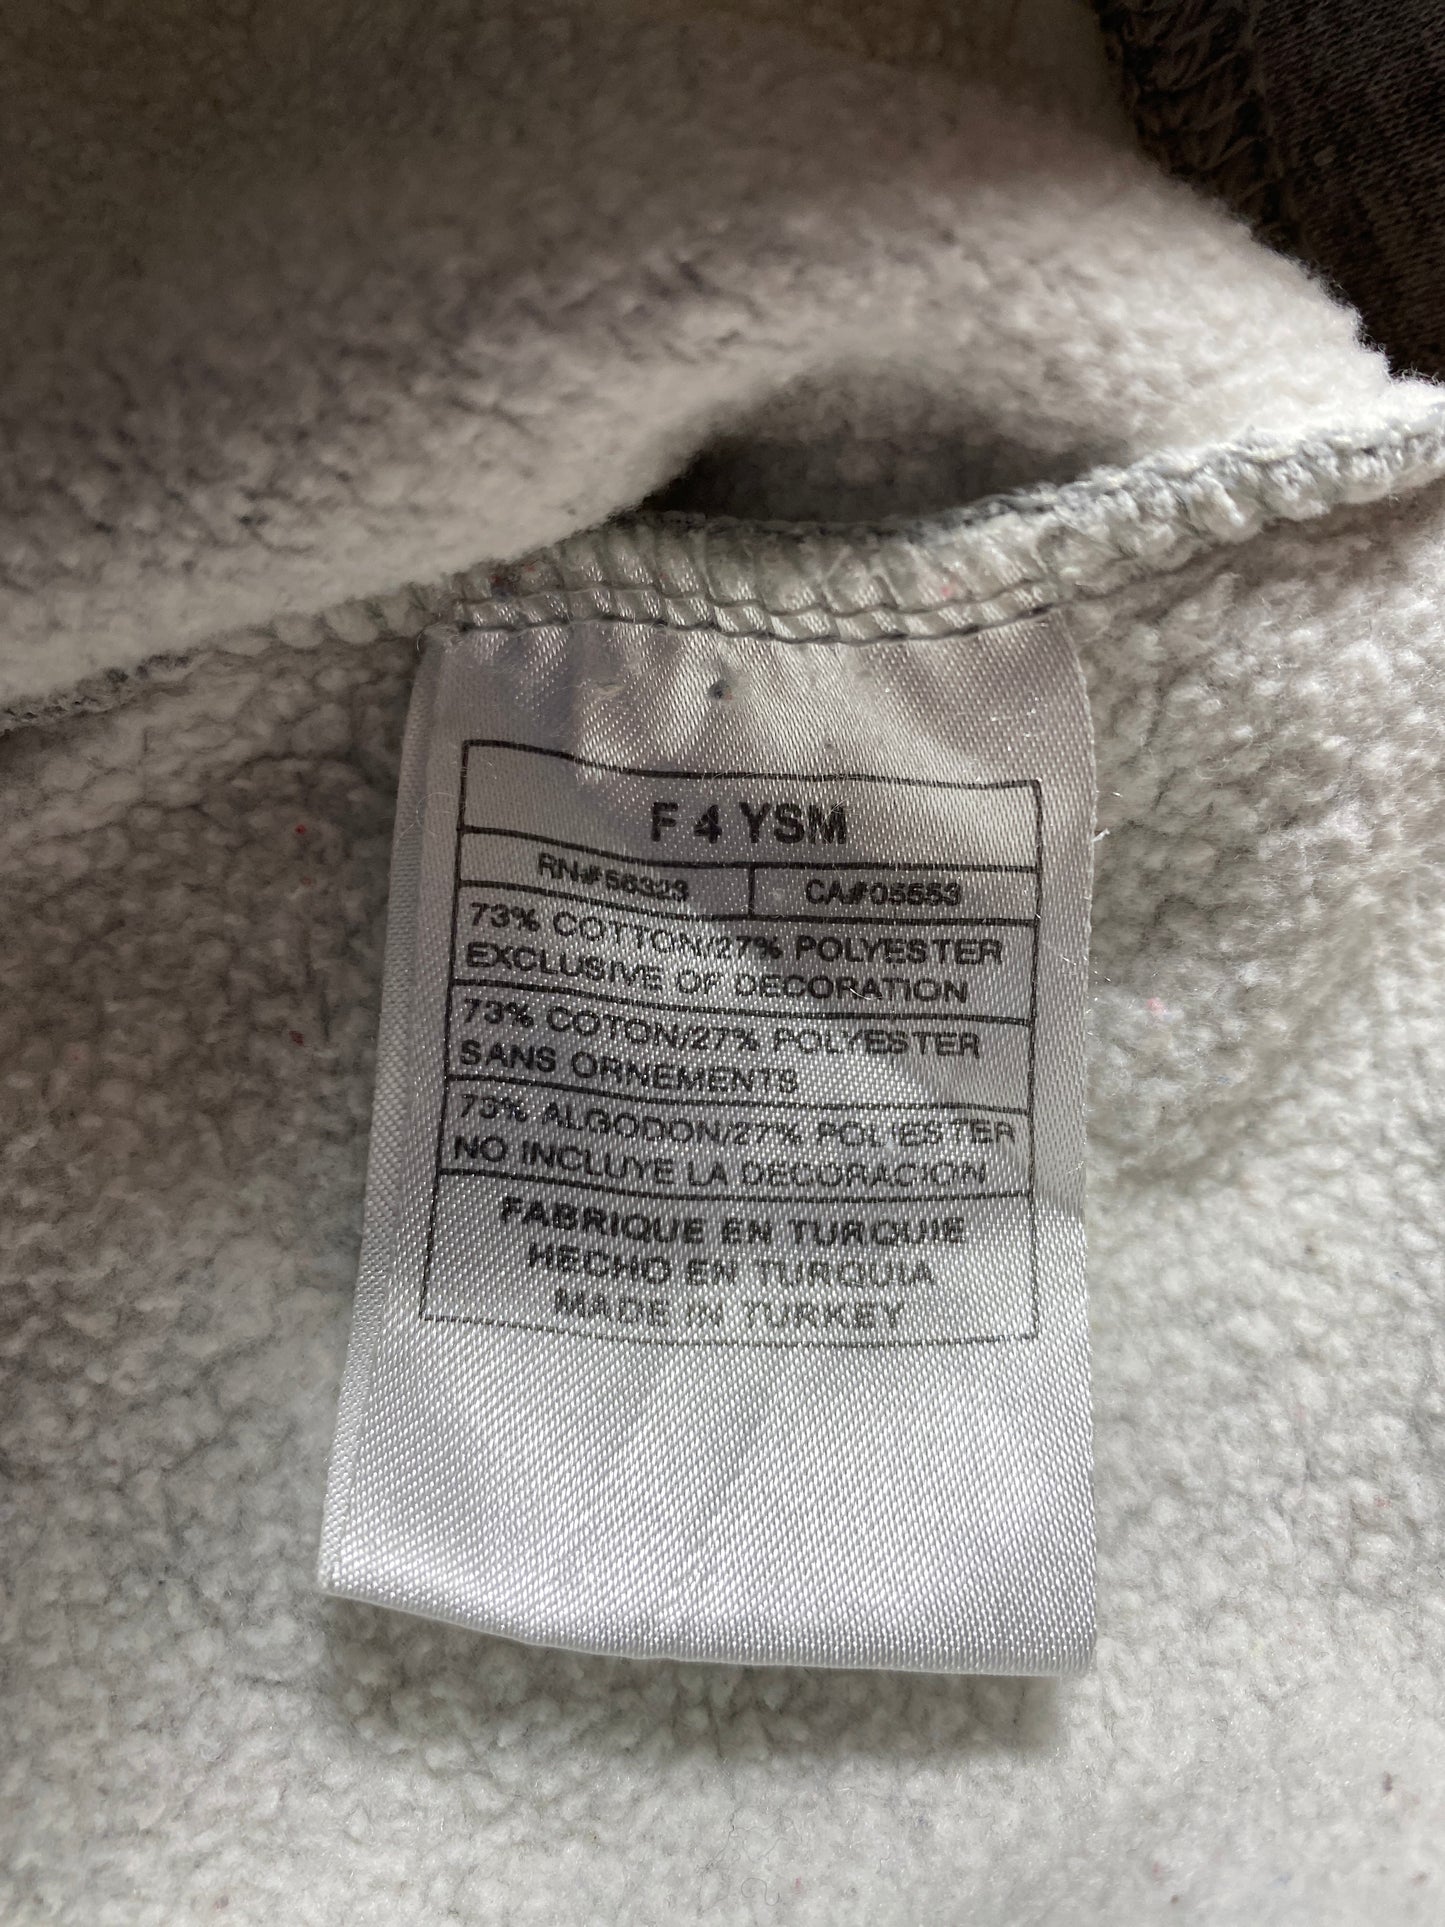 F 4 YSM
RN#56323 CA#05553
73% COTTON/27% POLYESTER
EXCLUSIVE OF DECORATION
73% COTON/27% POLYESTER
SANS ORNEMENTS
73% ALGODON/27% POLYESTER
NO INCLUYE LA DECORACION
FABRIQUE EN TURQUIE
HECHO EN TURQUIA
MADE IN TURKEY